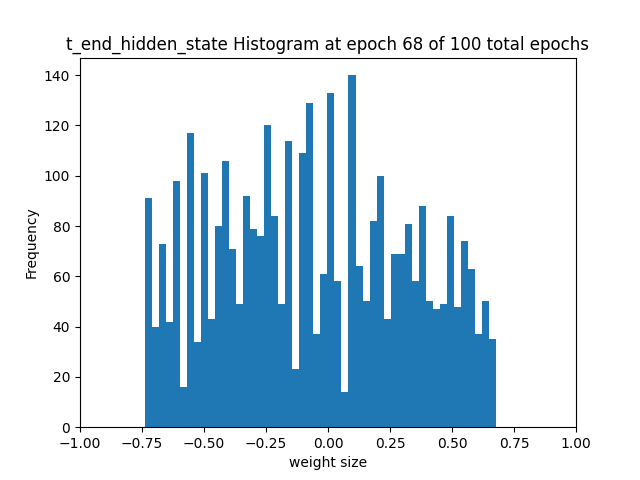 t_end_hidden_state Histogram at epoch 68 of 100 total epochs
140
120
100
80
60
40
20
0
Frequency
−1.00 −0.75 −0.50 −0.25 0.00 0.25 0.50 0.75 1.00
weight size